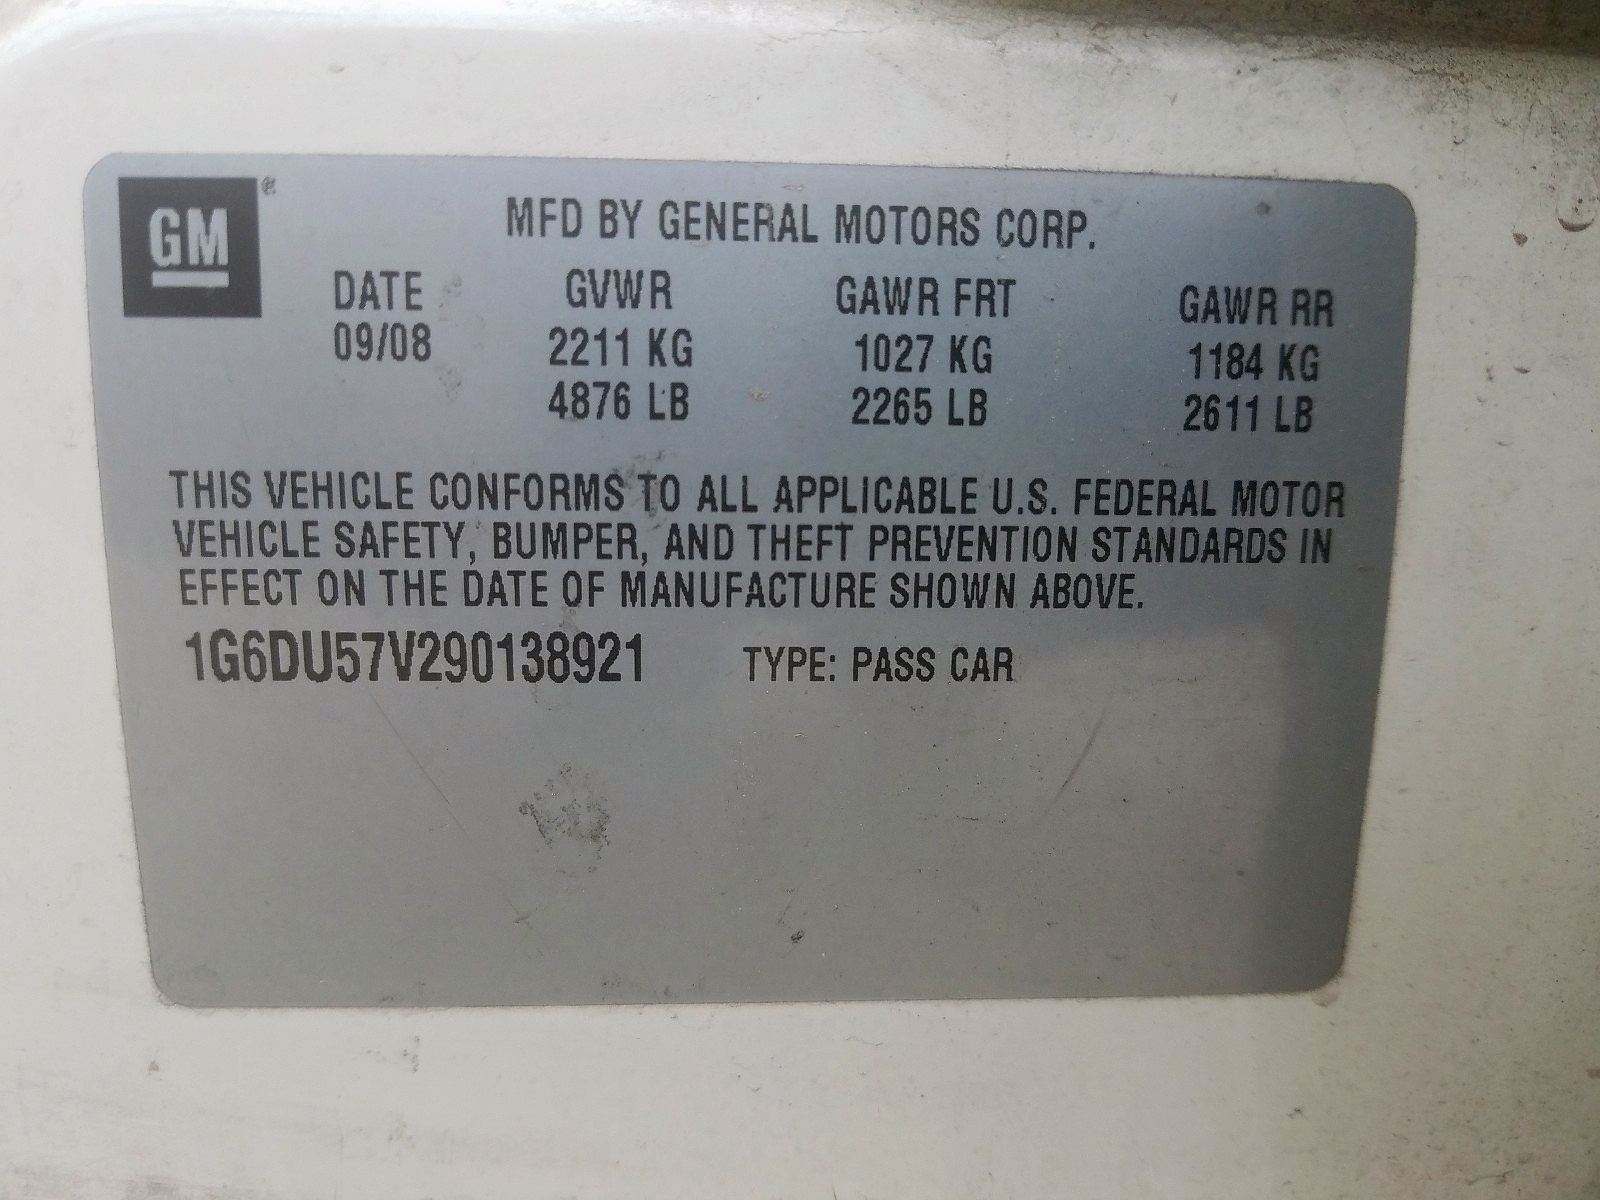 GM®
MFD BY GENERAL MOTORS CORP.
DATE GVWR GAWR FRT GAWR RR
09/08 2211 KG 1027 KG 1184 KG
4876 LB 2265 LB 2611 LB
THIS VEHICLE CONFORMS TO ALL APPLICABLE U.S. FEDERAL MOTOR
VEHICLE SAFETY, BUMPER, AND THEFT PREVENTION STANDARDS IN
EFFECT ON THE DATE OF MANUFACTURE SHOWN ABOVE.
1G6DU57V290138921 TYPE: PASS CAR